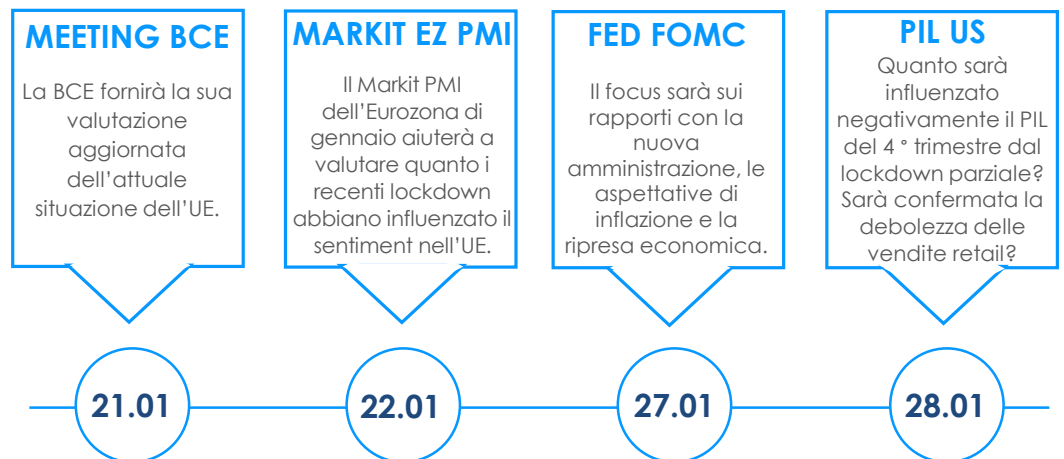 MEETING BCE
La BCE fornirà la sua
valutazione
aggiornata
dell'attuale
situazione dell'UE.
MARKIT EZ PMI
Il Markit PMI
dell'Eurozona di
gennaio aiuterà a
valutare quanto i
recenti lockdown
abbiano influenzato il
sentiment nell'UE.
FED FOMC
Il focus sarà sui
rapporti con la
nuova
amministrazione, le
aspettative di
inflazione e la
ripresa economica.
PIL US
Quanto sarà
influenzato
negativamente il PIL
del 4° trimestre dal
lockdown parziale?
Sarà confermata la
debolezza delle
vendite retail?
21.01
22.01
27.01
28.01